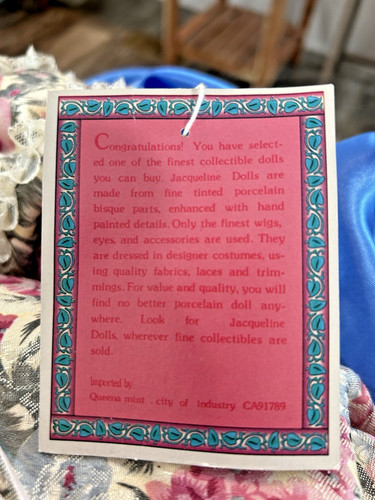 Congratulations! You have select-
ed one of the finest collectible dolls
you can buy. Jacqueline Dolls are
made from fine tinted porcelain
bisque parts, enhanced with hand
painted details. Only the finest wigs,
eyes, and accessories are used. They
are dressed in designer costumes, us-
ing quality fabrics, laces and trim-
mings. For value and quality, you will
find no better porcelain doll any-
where. Look for Jacqueline
Dolls, wherever fine collectibles are
sold.
Imported by
Queena mint . city of industry CA91789